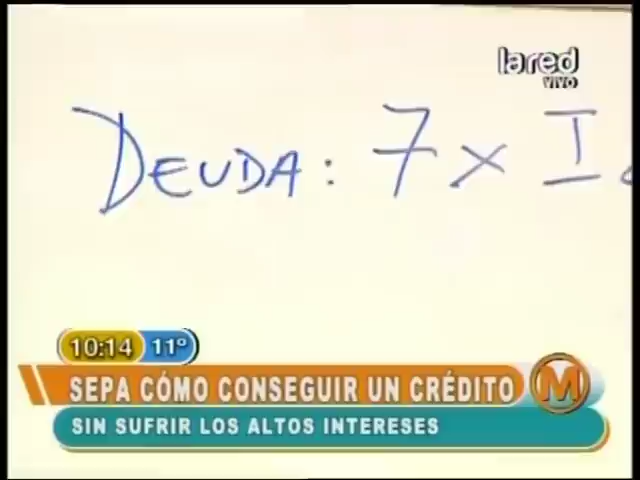 lared
VIVO
DEUDA: 7 x I
10:14 11°
SEPA CÓMO CONSEGUIR UN CRÉDITO M
SIN SUFRIR LOS ALTOS INTERESES